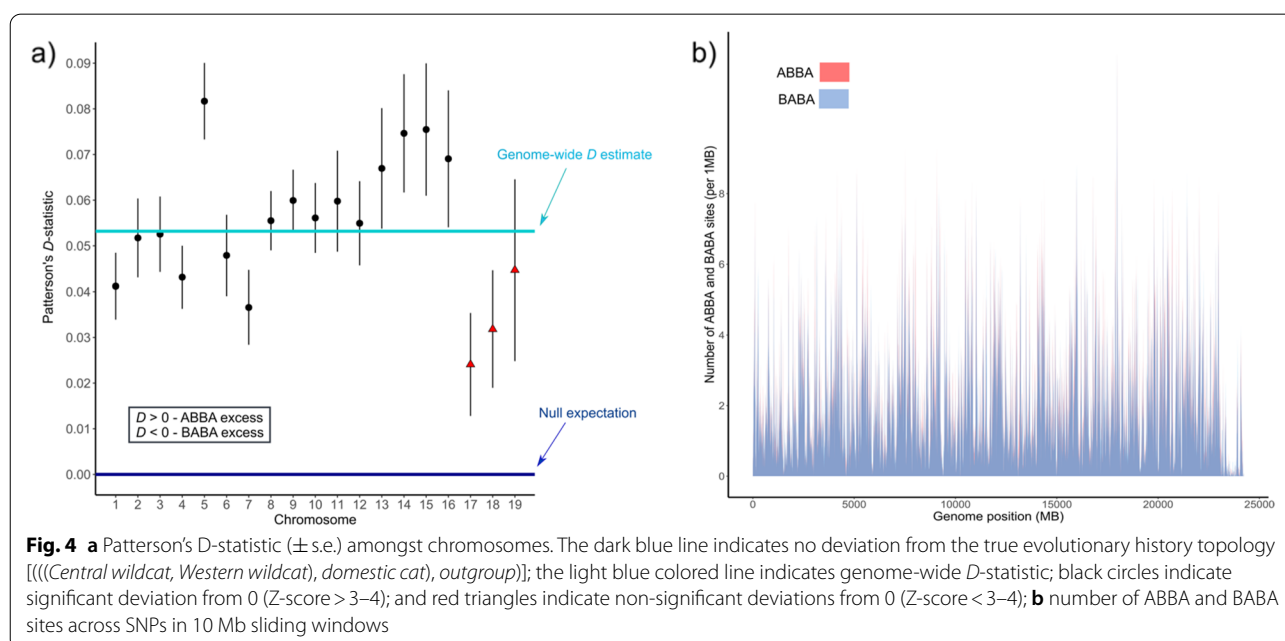 a)
Patterson's D-statistic
0.09
0.08
0.07
0.06
0.05
0.04
0.03
0.02
0.01
0.00
Genome-wide D estimate
D > 0 - ABBA excess
D < 0 - BABA excess
Null expectation
1 2 3 4 5 6 7 8 9 10 11 12 13 14 15 16 17 18 19
Chromosome
b)
ABBA
BABA
Number of ABBA and BABA sites (per 1MB)
8
6
4
2
0
0 5000 10000 15000 20000 25000
Genome position (MB)
Fig. 4 a Patterson's D-statistic (± s.e.) amongst chromosomes. The dark blue line indicates no deviation from the true evolutionary history topology
[(((Central wildcat, Western wildcat), domestic cat), outgroup)]; the light blue colored line indicates genome-wide D-statistic; black circles indicate
significant deviation from 0 (Z-score > 3–4); and red triangles indicate non-significant deviations from 0 (Z-score < 3–4); b number of ABBA and BABA
sites across SNPs in 10 Mb sliding windows